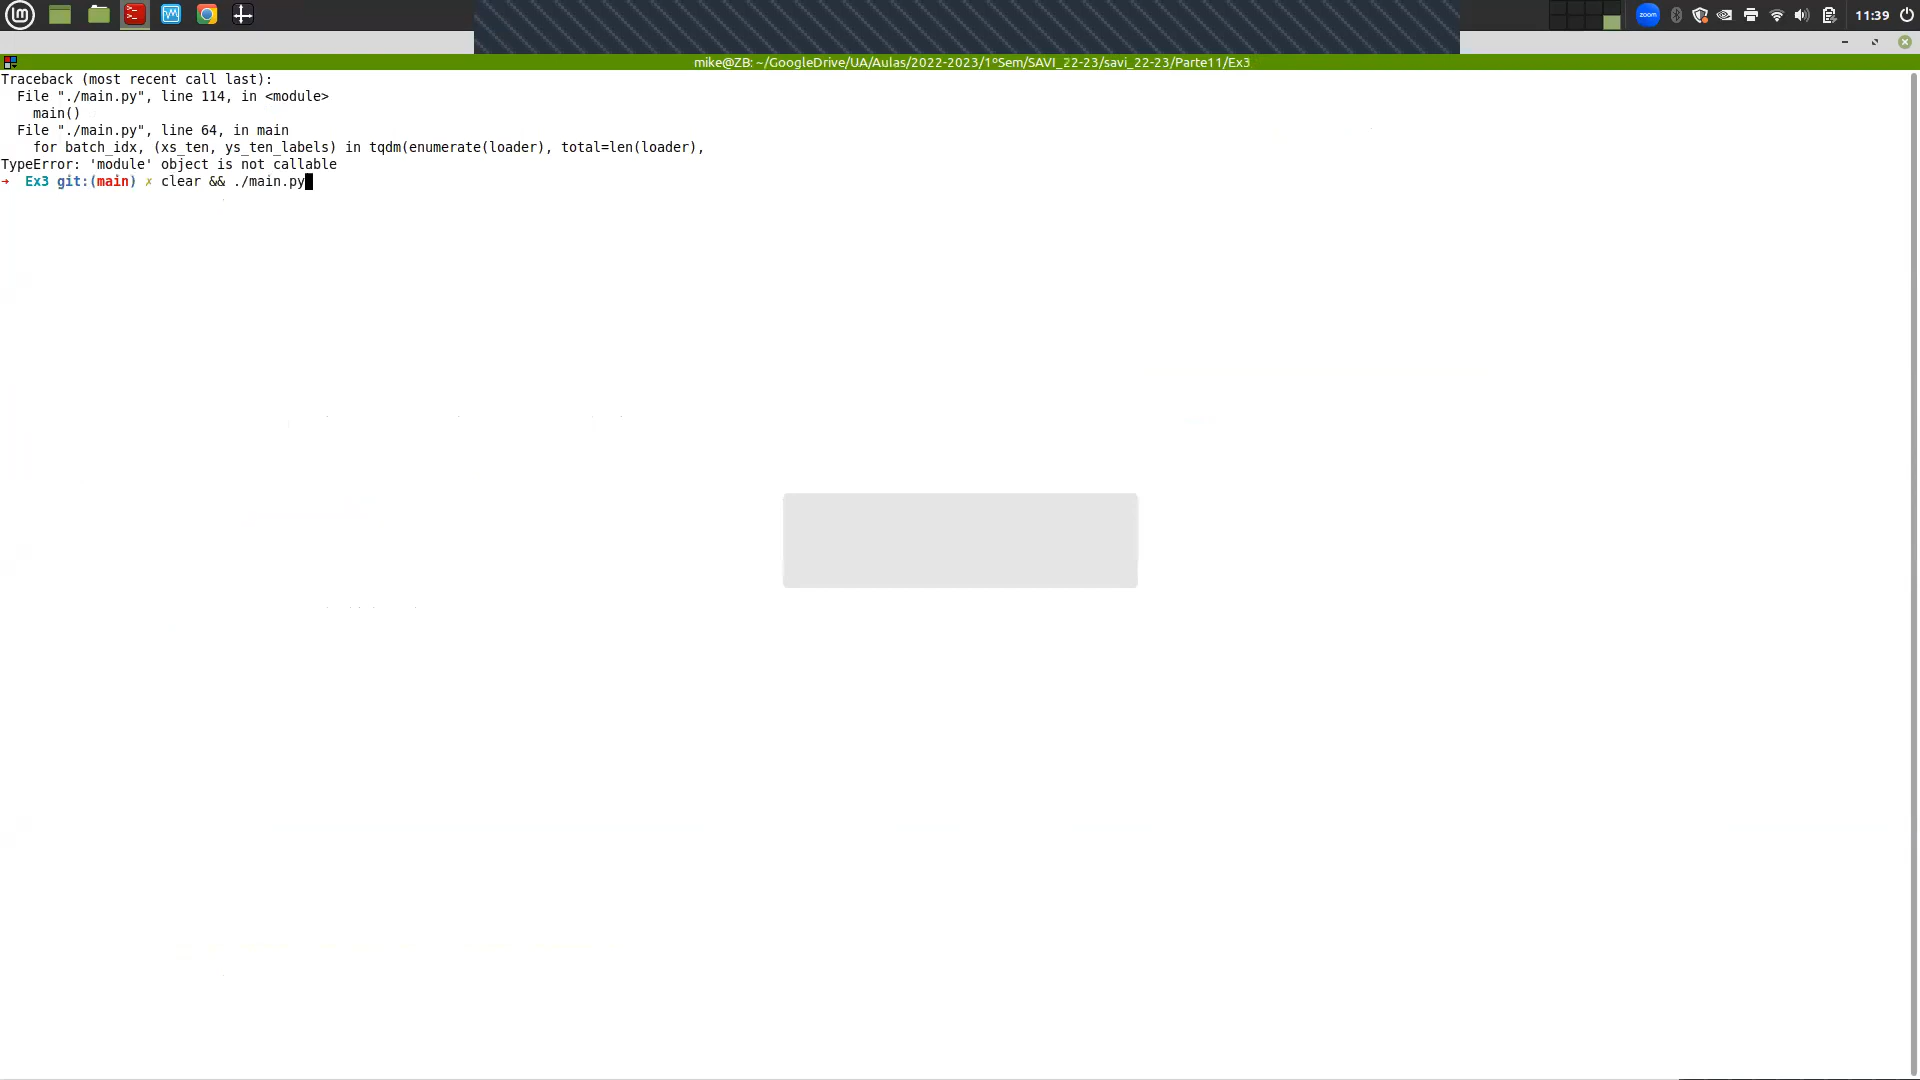 zoom
11:39
mike@ZB: ~/GoogleDrive/UA/Aulas/2022-2023/1ºSem/SAVI_22-23/savi_22-23/Parte11/Ex3
Traceback (most recent call last):
  File "./main.py", line 114, in <module>
    main()
  File "./main.py", line 64, in main
    for batch_idx, (xs_ten, ys_ten_labels) in tqdm(enumerate(loader), total=len(loader),
TypeError: 'module' object is not callable
→  Ex3 git:(main) ✗ clear && ./main.py